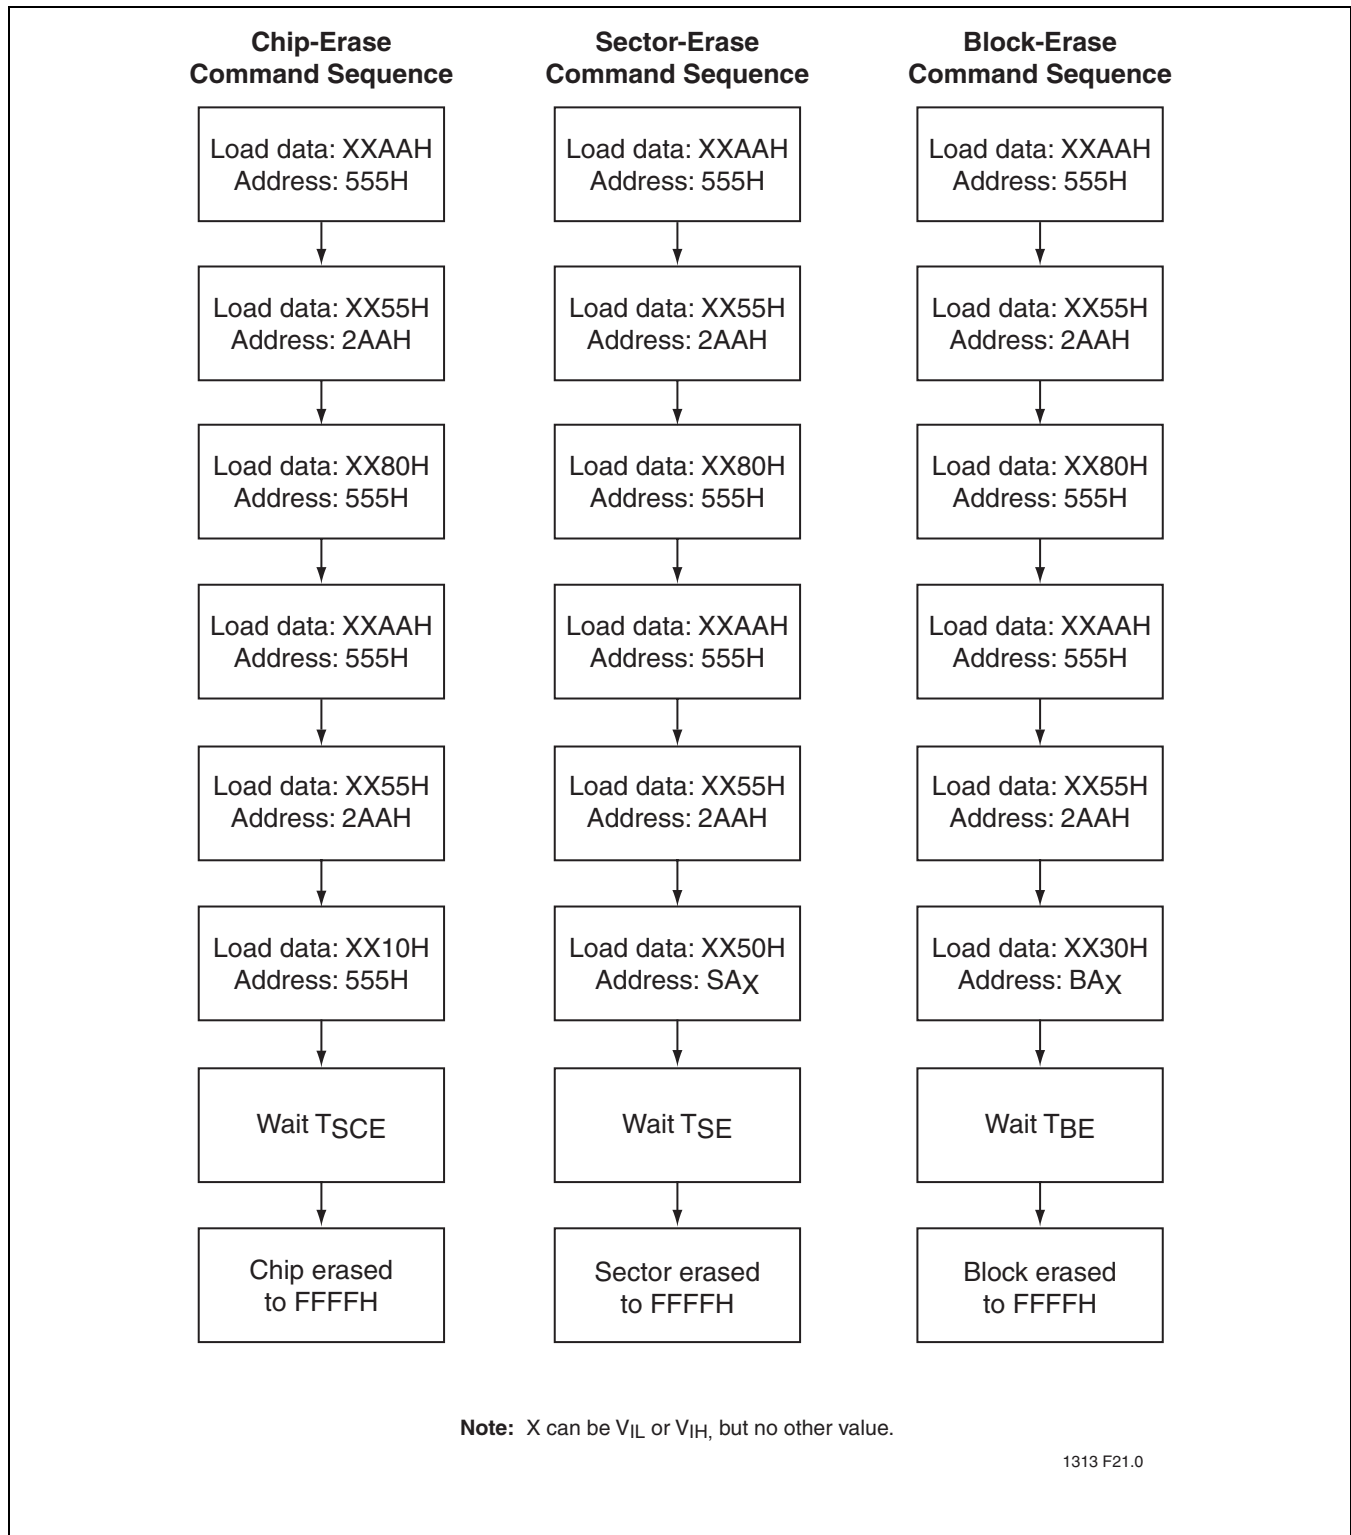 Chip-Erase
Command Sequence
Load data: XXAAH
Address: 555H
Load data: XX55H
Address: 2AAH
Load data: XX80H
Address: 555H
Load data: XXAAH
Address: 555H
Load data: XX55H
Address: 2AAH
Load data: XX10H
Address: 555H
Wait TSCE
Chip erased
to FFFFH
Sector-Erase
Command Sequence
Load data: XXAAH
Address: 555H
Load data: XX55H
Address: 2AAH
Load data: XX80H
Address: 555H
Load data: XXAAH
Address: 555H
Load data: XX55H
Address: 2AAH
Load data: XX50H
Address: SAX
Wait TSE
Sector erased
to FFFFH
Block-Erase
Command Sequence
Load data: XXAAH
Address: 555H
Load data: XX55H
Address: 2AAH
Load data: XX80H
Address: 555H
Load data: XXAAH
Address: 555H
Load data: XX55H
Address: 2AAH
Load data: XX30H
Address: BAX
Wait TBE
Block erased
to FFFFH
Note: X can be VIL or VIH, but no other value.
1313 F21.0